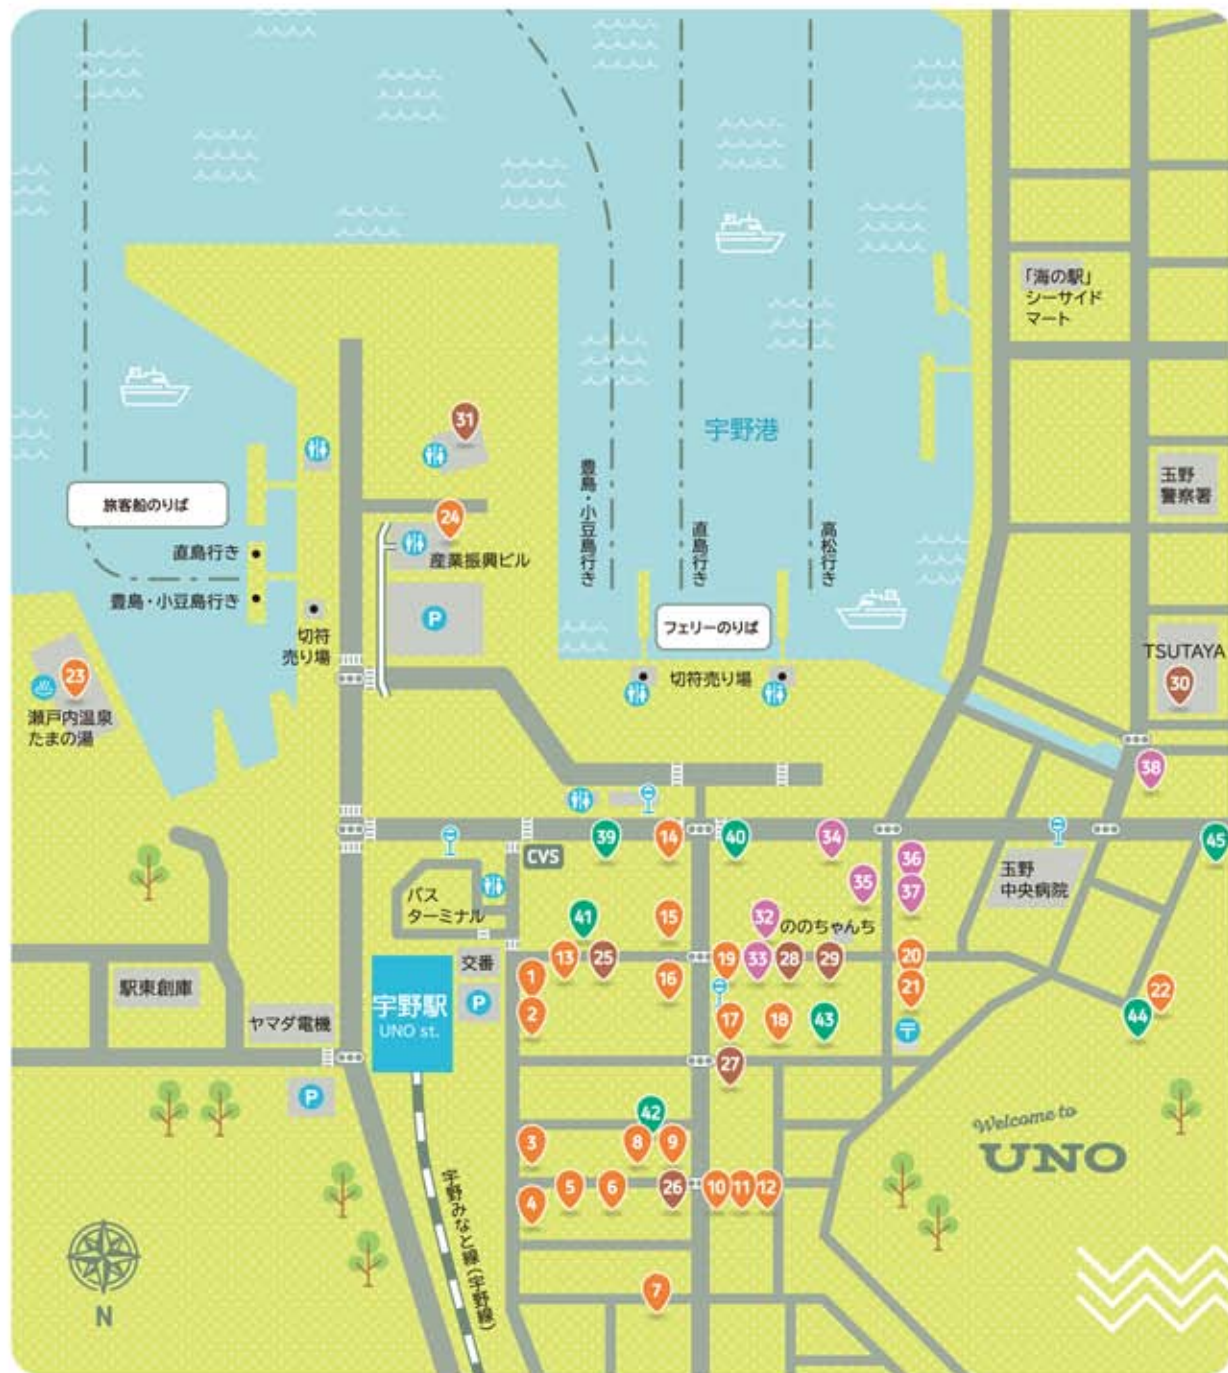 「海の駅」
シーサイド
マート
31
宇野港
玉野
警察署
旅客船のりば
24
豊島・小豆島行き
直島行き
高松行き
直島行き
産業振興ビル
豊島・小豆島行き
P
フェリーのりば
切符
売り場
切符売り場
TSUTAYA
23
30
瀬戸内温泉
たまの湯
38
39
14
40
34
45
CVS
36
玉野
中央病院
35
37
バス
ターミナル
41
15
32
ののちゃんち
交番
13
25
19
33
28
29
20
1
16
21
22
駅東創庫
宇野駅
UNO st.
P
2
17
18
43
44
ヤマダ電機
〒
27
P
42
Welcome to
UNO
3
8
9
宇野みなと線(宇野線)
4
5
6
26
10
11
12
7
N